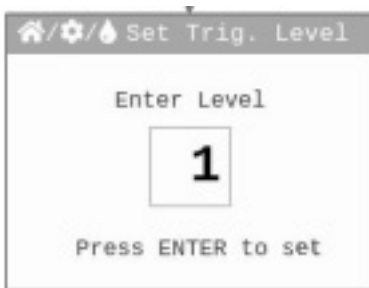 / / Set Trig. Level
Enter Level
1
Press ENTER to set